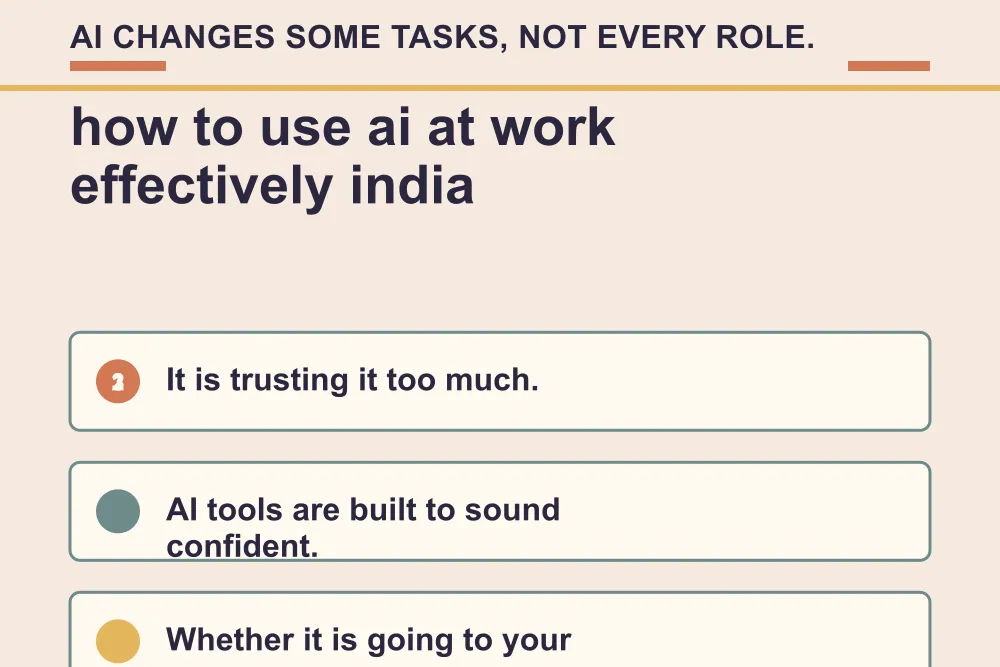 AI CHANGES SOME TASKS, NOT EVERY ROLE.
how to use ai at work
effectively india
It is trusting it too much.
AI tools are built to sound
confident.
Whether it is going to your